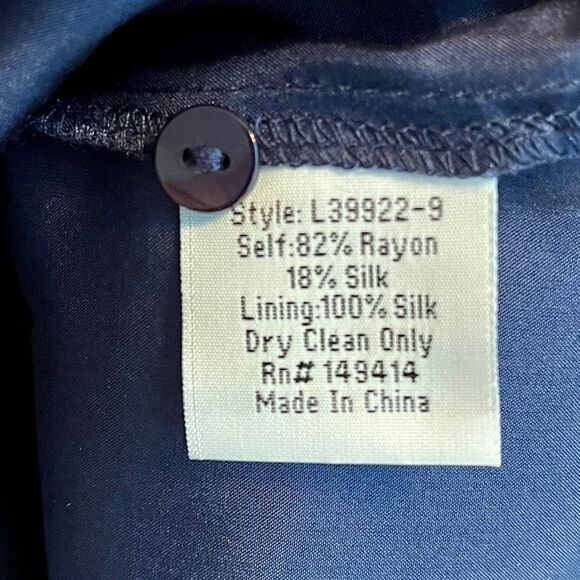 Style: L39922-9
Self:82% Rayon
18% Silk
Lining:100% Silk
Dry Clean Only
Rn# 149414
Made In China